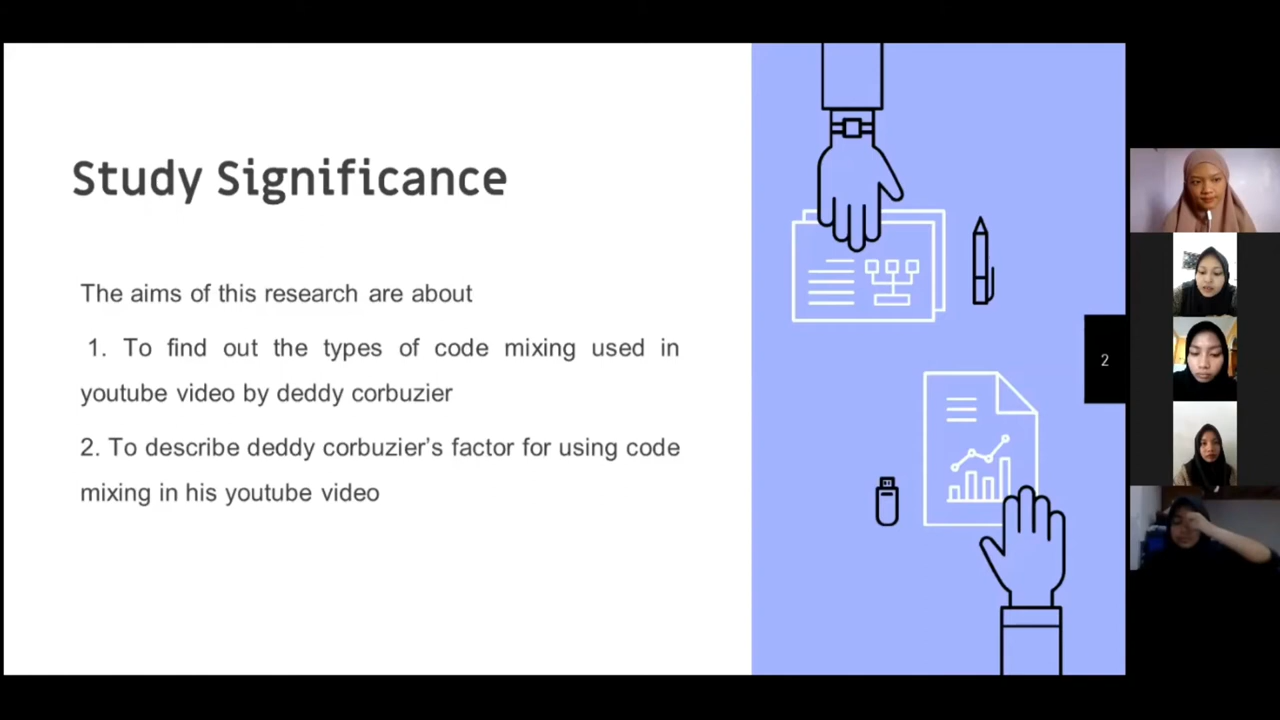 Study Significance
The aims of this research are about
1. To find out the types of code mixing used in
youtube video by deddy corbuzier
2. To describe deddy corbuzier’s factor for using code
mixing in his youtube video
2